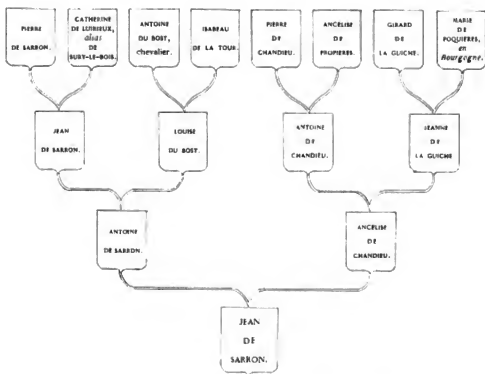 PIERRE
DE SARRON.
CATHERINE
DE LURIEUX,
alias
DE
SURY-LE-BOIS.
ANTOINE
DU BOST,
chevalier.
ISABEAU
DE LA TOUR.
PIERRE
DE
CHANDIEU.
ANCELISE
DE
PROPIERES.
GIRARD
DE
LA GUICHE.
MARIE
DE
POQUIÈRES,
en
Bourgogne.
JEAN
DE SARRON.
LOUISE
DU BOST.
ANTOINE
DE
CHANDIEU.
JEANNE
DE
LA GUICHE
ANTOINE
DE SARRON.
ANCELISE
DE
CHANDIEU.
JEAN
DE
SARRON.